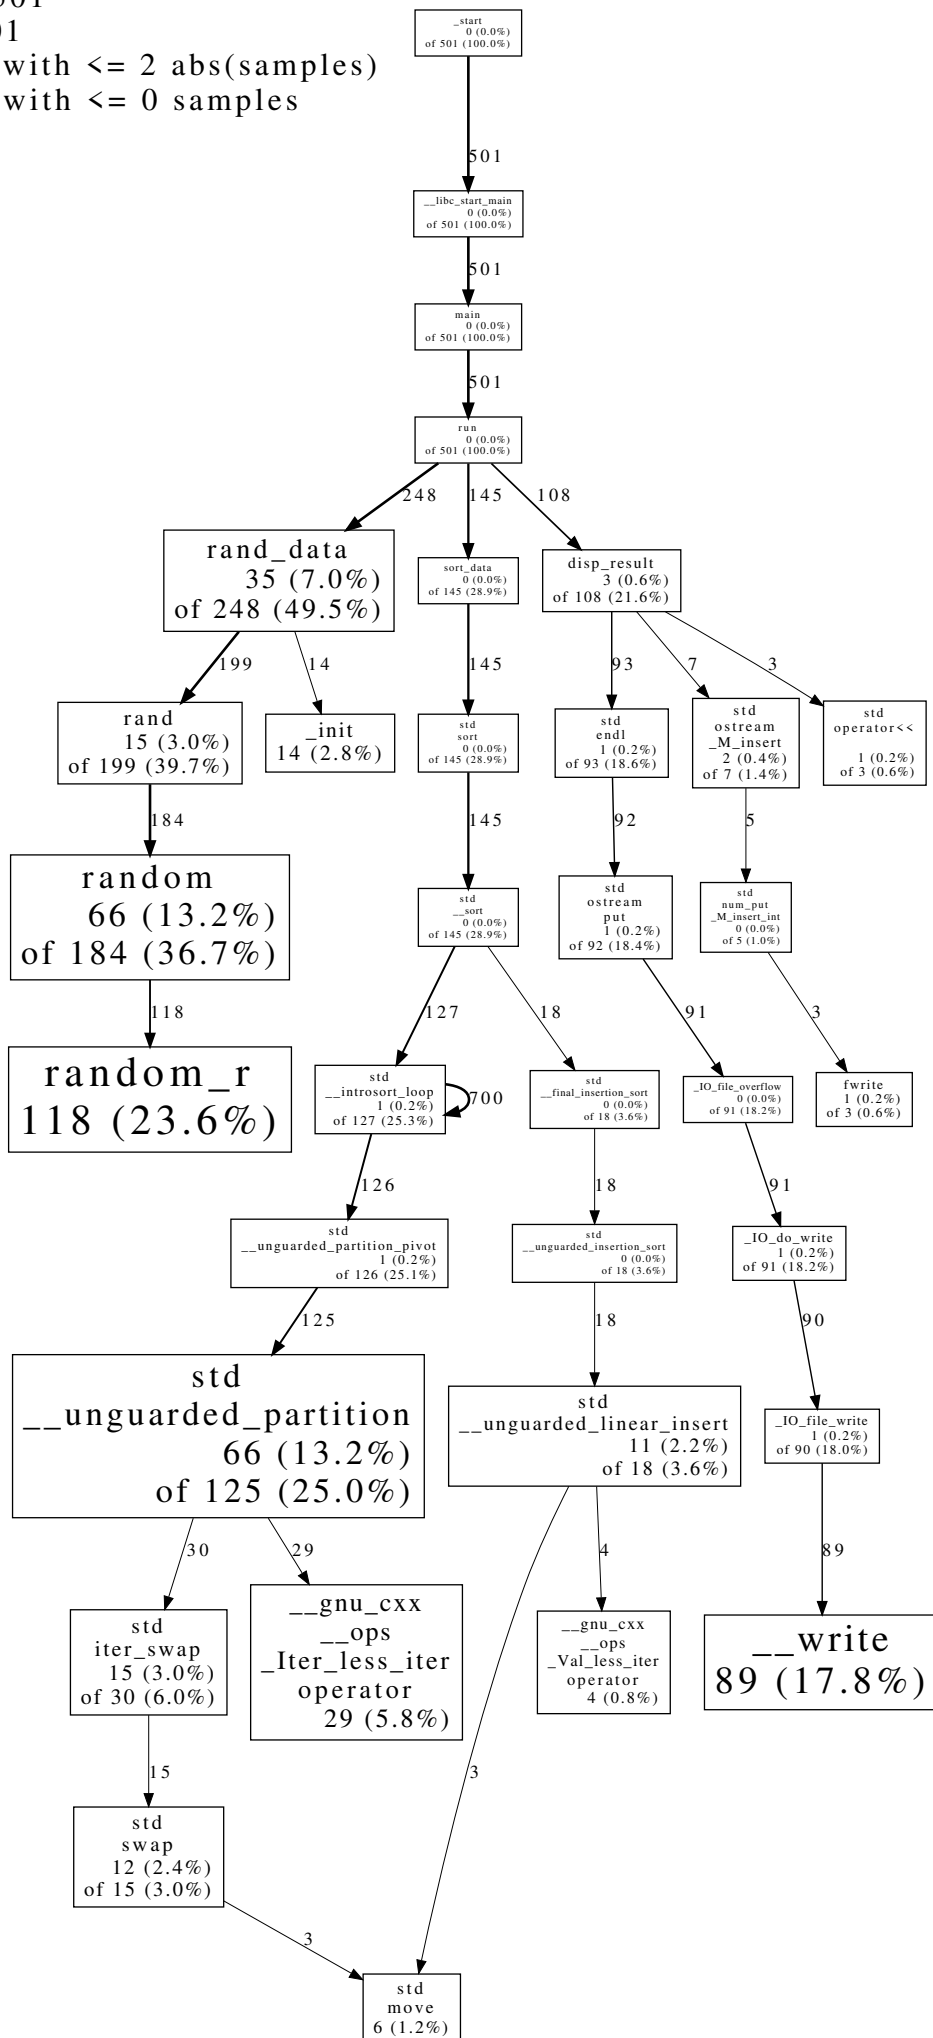 with <= 2 abs(samples)
with <= 0 samples
_start
0 (0.0%)
of 501 (100.0%)
501
__libc_start_main
0 (0.0%)
of 501 (100.0%)
501
main
0 (0.0%)
of 501 (100.0%)
501
run
0 (0.0%)
of 501 (100.0%)
248
145
108
rand_data
35 (7.0%)
of 248 (49.5%)
sort_data
0 (0.0%)
of 145 (28.9%)
disp_result
3 (0.6%)
of 108 (21.6%)
199
14
145
93
7
3
rand
15 (3.0%)
of 199 (39.7%)
_init
14 (2.8%)
std
sort
0 (0.0%)
of 145 (28.9%)
std
endl
1 (0.2%)
of 93 (18.6%)
std
ostream
_M_insert
2 (0.4%)
of 7 (1.4%)
std
operator<<
1 (0.2%)
of 3 (0.6%)
184
145
92
5
random
66 (13.2%)
of 184 (36.7%)
std
__sort
0 (0.0%)
of 145 (28.9%)
std
ostream
put
1 (0.2%)
of 92 (18.4%)
std
num_put
_M_insert_int
0 (0.0%)
of 5 (1.0%)
118
127
18
91
3
random_r
118 (23.6%)
std
__introsort_loop
1 (0.2%)
of 127 (25.3%)
700
std
__final_insertion_sort
0 (0.0%)
of 18 (3.6%)
_IO_file_overflow
0 (0.0%)
of 91 (18.2%)
fwrite
1 (0.2%)
of 3 (0.6%)
126
18
91
std
__unguarded_partition_pivot
1 (0.2%)
of 126 (25.1%)
std
__unguarded_insertion_sort
0 (0.0%)
of 18 (3.6%)
_IO_do_write
1 (0.2%)
of 91 (18.2%)
125
18
90
std
__unguarded_partition
66 (13.2%)
of 125 (25.0%)
std
__unguarded_linear_insert
11 (2.2%)
of 18 (3.6%)
_IO_file_write
1 (0.2%)
of 90 (18.0%)
30
29
4
89
std
iter_swap
15 (3.0%)
of 30 (6.0%)
__gnu_cxx
__ops
_Iter_less_iter
operator
29 (5.8%)
__gnu_cxx
__ops
_Val_less_iter
operator
4 (0.8%)
__write
89 (17.8%)
15
3
std
swap
12 (2.4%)
of 15 (3.0%)
3
std
move
6 (1.2%)